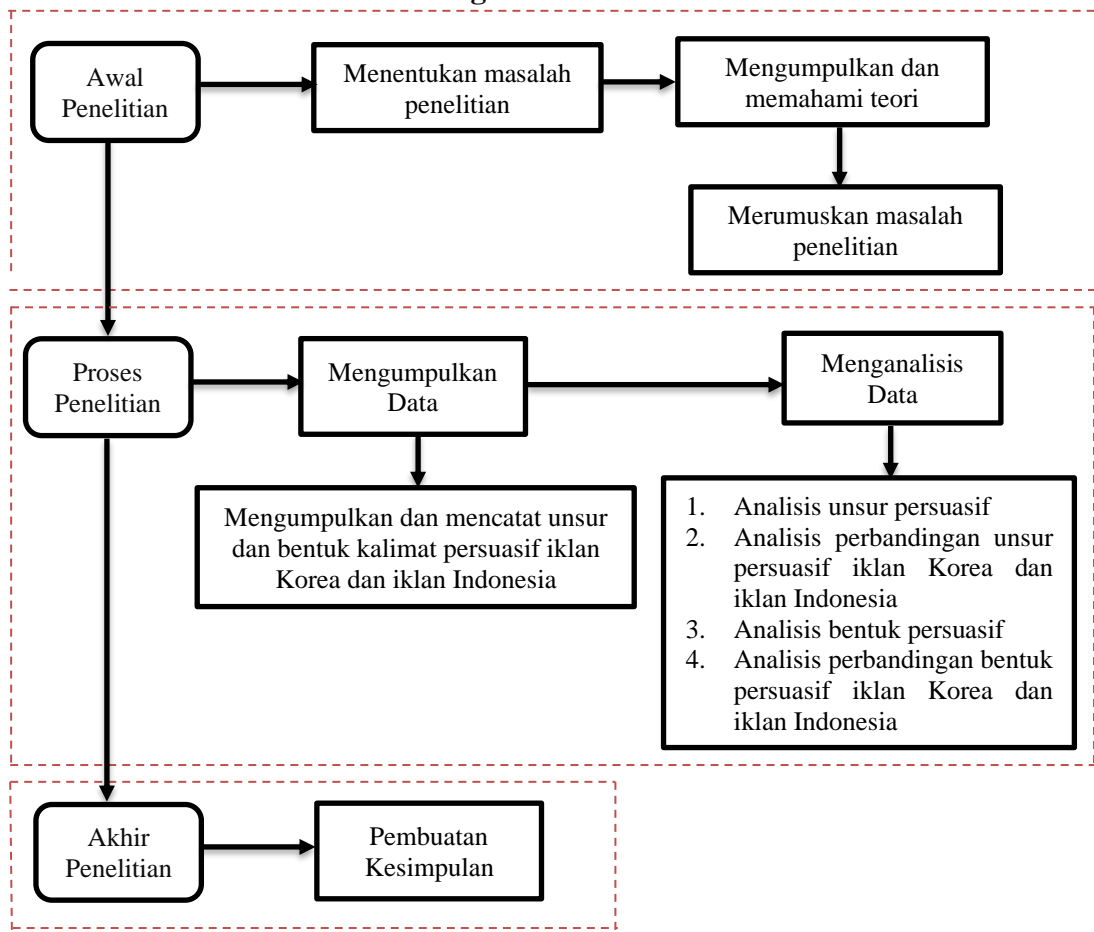 Awal
Penelitian
Menentukan masalah
penelitian
Mengumpulkan dan
memahami teori
Merumuskan masalah
penelitian
Proses
Penelitian
Mengumpulkan
Data
Menganalisis
Data
Mengumpulkan dan mencatat unsur
dan bentuk kalimat persuasif iklan
Korea dan iklan Indonesia
1. Analisis unsur persuasif
2. Analisis perbandingan unsur
persuasif iklan Korea dan
iklan Indonesia
3. Analisis bentuk persuasif
4. Analisis perbandingan bentuk
persuasif iklan Korea dan
iklan Indonesia
Akhir
Penelitian
Pembuatan
Kesimpulan